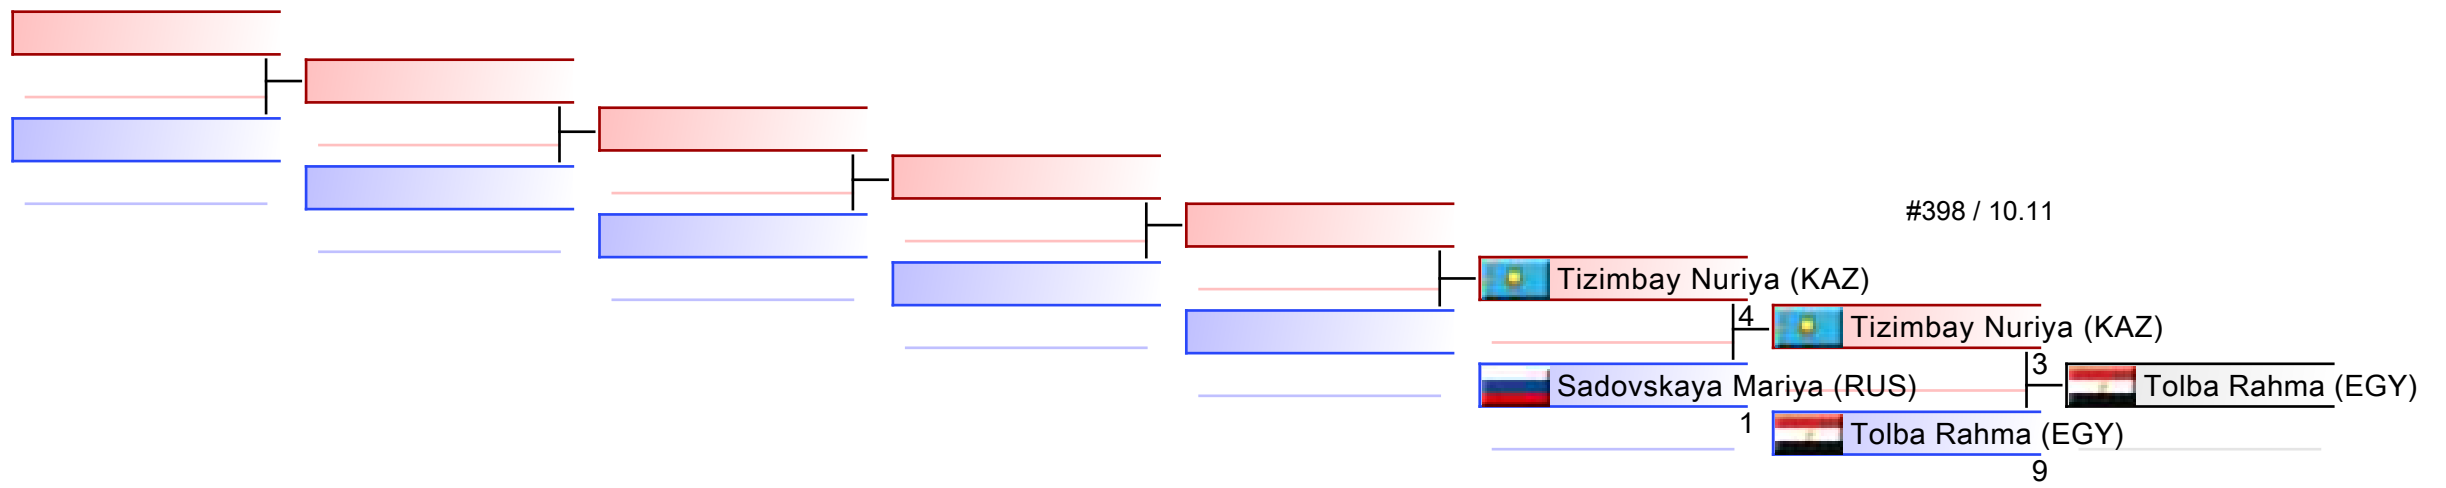 #398 / 10.11
Tizimbay Nuriya (KAZ)
4
Tizimbay Nuriya (KAZ)
3
Sadovskaya Mariya (RUS)
Tolba Rahma (EGY)
1
Tolba Rahma (EGY)
9